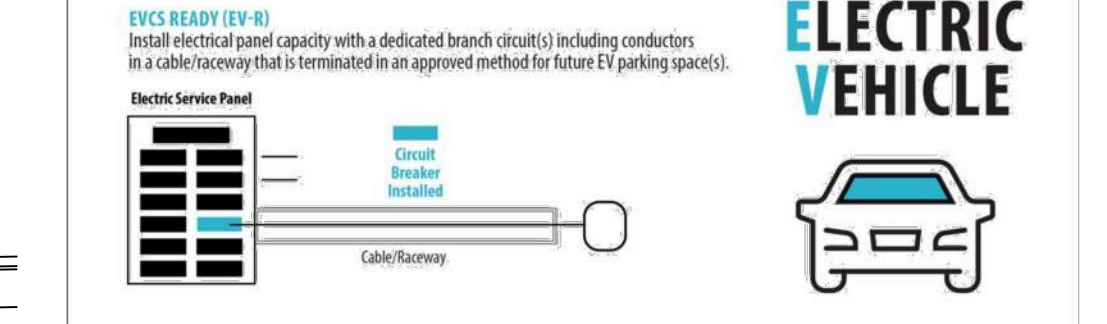 EVCS READY (EV-R)
Install electrical panel capacity with a dedicated branch circuit(s) including conductors
in a cable/raceway that is terminated in an approved method for future EV parking space(s).
Electric Service Panel
Circuit
Breaker
Installed
Cable/Raceway
ELECTRIC
VEHICLE